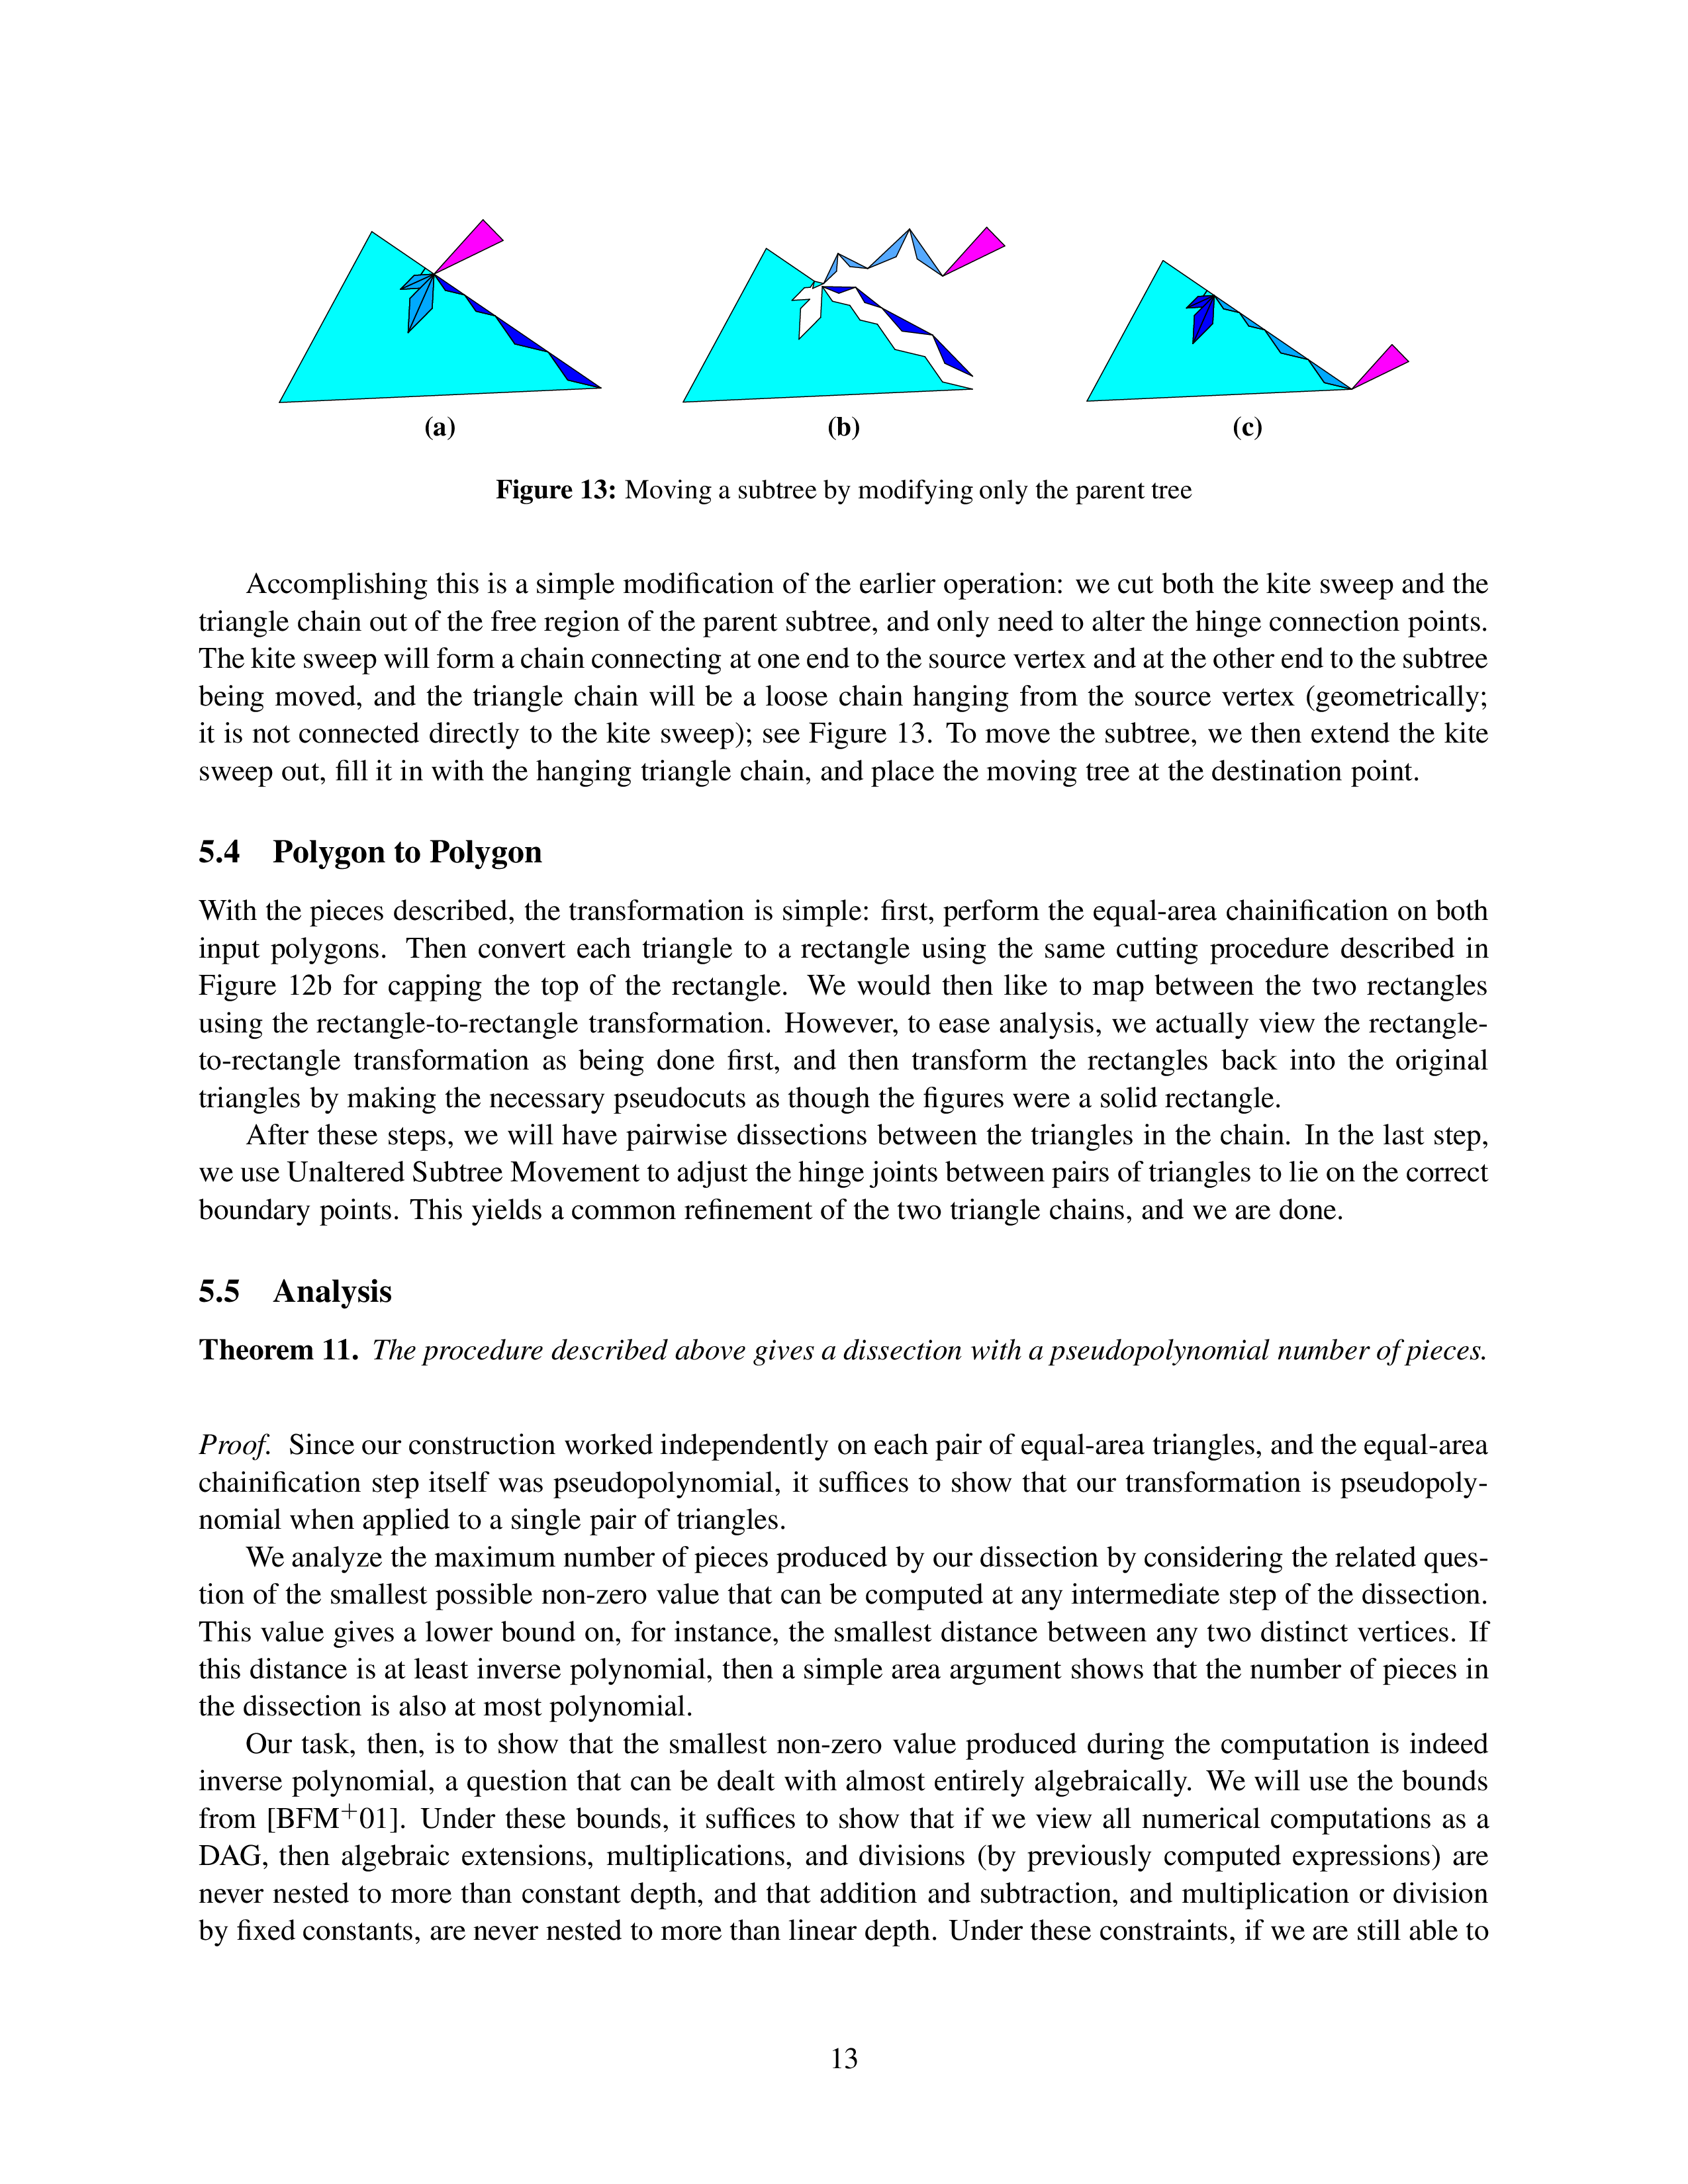 (a)
(b)
(c)
Figure 13: Moving a subtree by modifying only the parent tree
Accomplishing this is a simple modification of the earlier operation: we cut both the kite sweep and the
triangle chain out of the free region of the parent subtree, and only need to alter the hinge connection points.
The kite sweep will form a chain connecting at one end to the source vertex and at the other end to the subtree
being moved, and the triangle chain will be a loose chain hanging from the source vertex (geometrically;
it is not connected directly to the kite sweep); see Figure 13. To move the subtree, we then extend the kite
sweep out, fill it in with the hanging triangle chain, and place the moving tree at the destination point.
5.4 Polygon to Polygon
With the pieces described, the transformation is simple: first, perform the equal-area chainification on both
input polygons. Then convert each triangle to a rectangle using the same cutting procedure described in
Figure 12b for capping the top of the rectangle. We would then like to map between the two rectangles
using the rectangle-to-rectangle transformation. However, to ease analysis, we actually view the rectangle-
to-rectangle transformation as being done first, and then transform the rectangles back into the original
triangles by making the necessary pseudocuts as though the figures were a solid rectangle.
After these steps, we will have pairwise dissections between the triangles in the chain. In the last step,
we use Unaltered Subtree Movement to adjust the hinge joints between pairs of triangles to lie on the correct
boundary points. This yields a common refinement of the two triangle chains, and we are done.
5.5 Analysis
Theorem 11. The procedure described above gives a dissection with a pseudopolynomial number of pieces.
Proof. Since our construction worked independently on each pair of equal-area triangles, and the equal-area
chainification step itself was pseudopolynomial, it suffices to show that our transformation is pseudopoly-
nomial when applied to a single pair of triangles.
We analyze the maximum number of pieces produced by our dissection by considering the related ques-
tion of the smallest possible non-zero value that can be computed at any intermediate step of the dissection.
This value gives a lower bound on, for instance, the smallest distance between any two distinct vertices. If
this distance is at least inverse polynomial, then a simple area argument shows that the number of pieces in
the dissection is also at most polynomial.
Our task, then, is to show that the smallest non-zero value produced during the computation is indeed
inverse polynomial, a question that can be dealt with almost entirely algebraically. We will use the bounds
from [BFM+01]. Under these bounds, it suffices to show that if we view all numerical computations as a
DAG, then algebraic extensions, multiplications, and divisions (by previously computed expressions) are
never nested to more than constant depth, and that addition and subtraction, and multiplication or division
by fixed constants, are never nested to more than linear depth. Under these constraints, if we are still able to
13